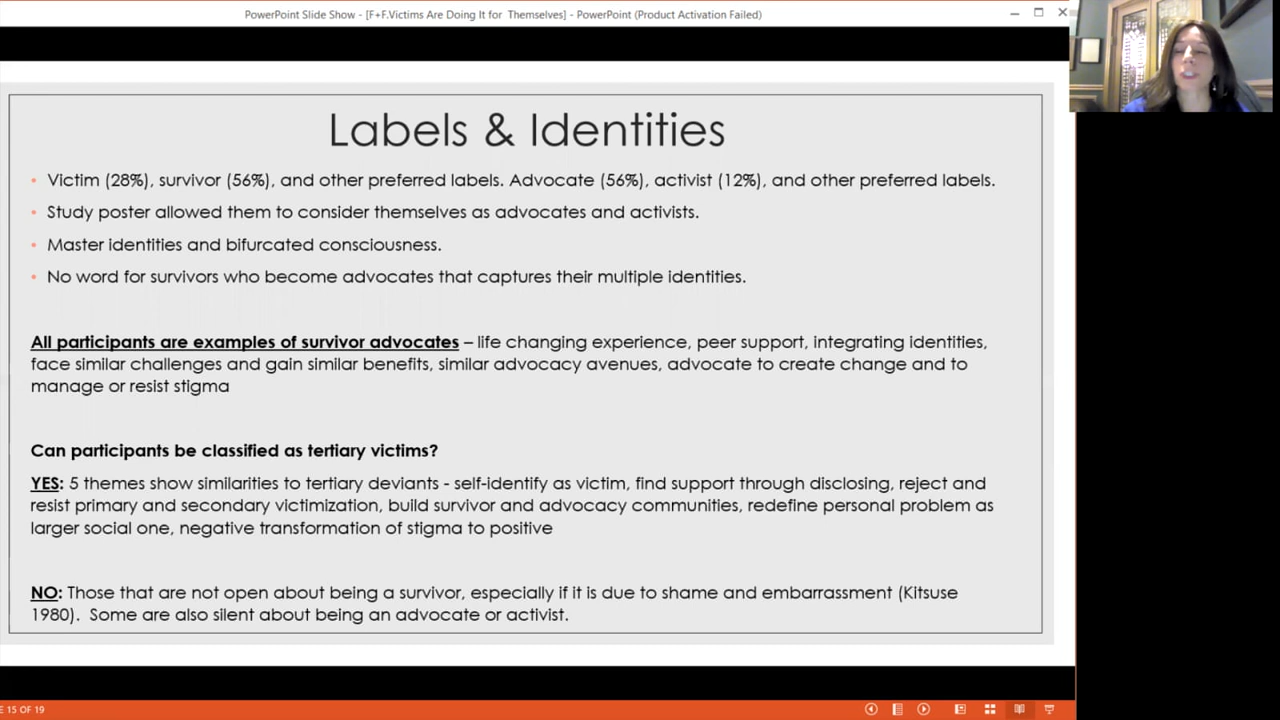 PowerPoint Slide Show - [F+F.Victims Are Doing It for Themselves] - PowerPoint (Product Activation Failed)
Labels & Identities
• Victim (28%), survivor (56%), and other preferred labels. Advocate (56%), activist (12%), and other preferred labels.
• Study poster allowed them to consider themselves as advocates and activists.
• Master identities and bifurcated consciousness.
• No word for survivors who become advocates that captures their multiple identities.
All participants are examples of survivor advocates – life changing experience, peer support, integrating identities,
face similar challenges and gain similar benefits, similar advocacy avenues, advocate to create change and to
manage or resist stigma
Can participants be classified as tertiary victims?
YES: 5 themes show similarities to tertiary deviants - self-identify as victim, find support through disclosing, reject and
resist primary and secondary victimization, build survivor and advocacy communities, redefine personal problem as
larger social one, negative transformation of stigma to positive
NO: Those that are not open about being a survivor, especially if it is due to shame and embarrassment (Kitsuse
1980). Some are also silent about being an advocate or activist.
E 15 OF 19